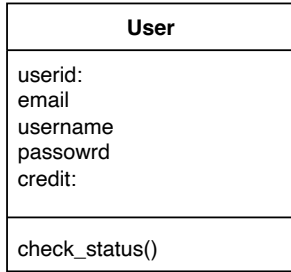 User
userid:
email
username
passowrd
credit:
check_status()